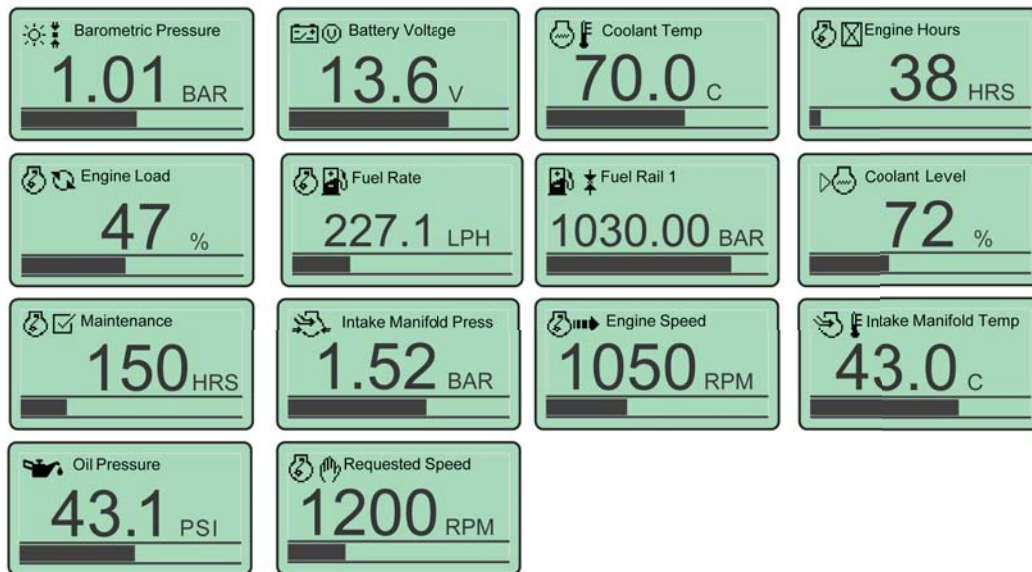 Barometric Pressure
1.01 BAR
Battery Voltage
13.6 V
Coolant Temp
70.0 C
Engine Hours
38 HRS
Engine Load
47 %
Fuel Rate
227.1 LPH
Fuel Rail 1
1030.00 BAR
Coolant Level
72 %
Maintenance
150 HRS
Intake Manifold Press
1.52 BAR
Engine Speed
1050 RPM
Intake Manifold Temp
43.0 C
Oil Pressure
43.1 PSI
Requested Speed
1200 RPM